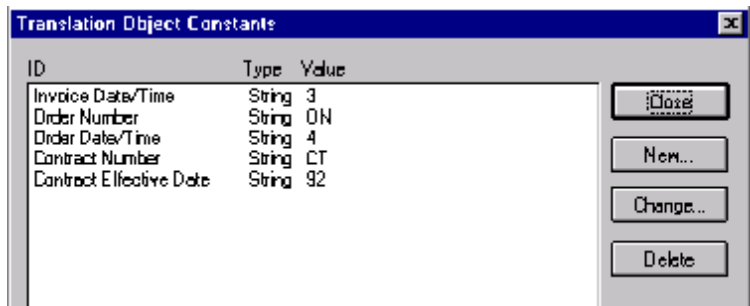 Translation Object Constants
ID Type Value
Invoice Date/Time String 3
Order Number String ON
Order Date/Time String 4
Contract Number String CT
Contract Effective Date String 92
Close
New...
Change...
Delete